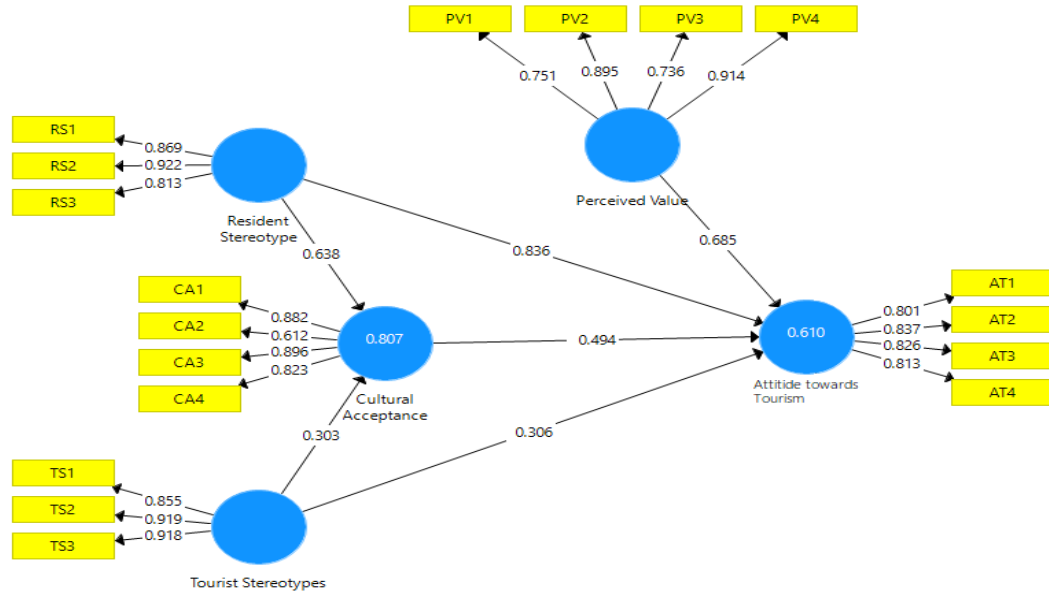 PV1 PV2 PV3 PV4
0.751 0.895 0.736 0.914
RS1
RS2
RS3
0.869
0.922
0.813
Resident
Stereotype
Perceived Value
0.638
0.836
0.685
CA1
CA2
CA3
CA4
0.882
0.612
0.896
0.823
0.807
Cultural
Acceptance
0.494
0.610
Attitide towards
Tourism
0.801
0.837
0.826
0.813
AT1
AT2
AT3
AT4
0.303
0.306
TS1
TS2
TS3
0.855
0.919
0.918
Tourist Stereotypes